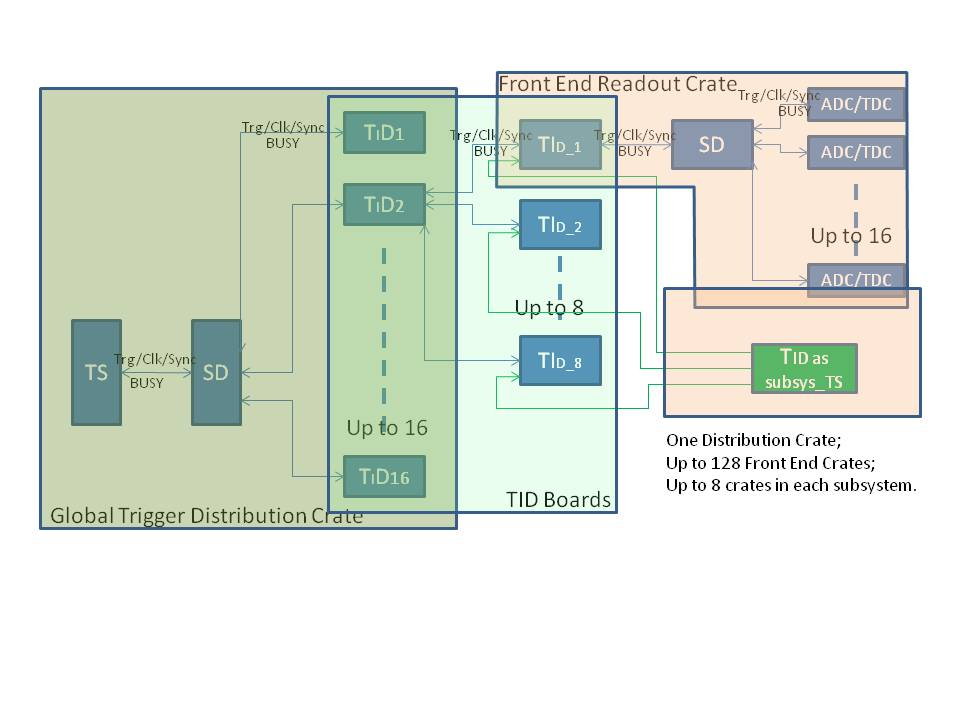 Front End Readout Crate
Trg/Clk/Sync
BUSY
ADC/TDC
Trg/Clk/Sync
BUSY
TID1
Trg/Clk/Sync
BUSY
TID_1
Trg/Clk/Sync
BUSY
SD
ADC/TDC
TID2
TID_2
Up to 16
ADC/TDC
Up to 8
TS
Trg/Clk/Sync
BUSY
SD
TID_8
TID as
subsys_TS
Up to 16
One Distribution Crate;
Up to 128 Front End Crates;
Up to 8 crates in each subsystem.
TID16
TID Boards
Global Trigger Distribution Crate